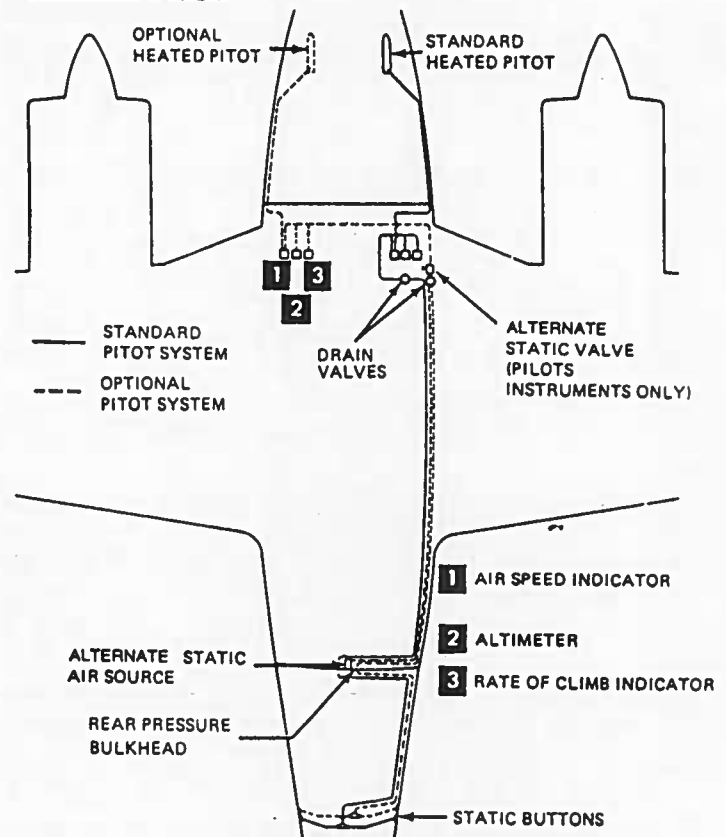 OPTIONAL
HEATED PITOT
STANDARD
HEATED PITOT
1
3
2
STANDARD
PITOT SYSTEM
OPTIONAL
PITOT SYSTEM
DRAIN
VALVES
ALTERNATE
STATIC VALVE
(PILOTS
INSTRUMENTS ONLY)
1 AIR SPEED INDICATOR
2 ALTIMETER
3 RATE OF CLIMB INDICATOR
ALTERNATE STATIC
AIR SOURCE
REAR PRESSURE
BULKHEAD
STATIC BUTTONS